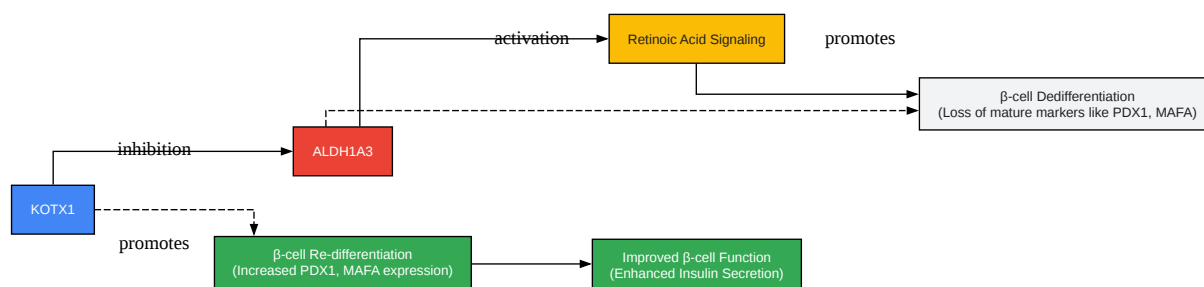 activation
Retinoic Acid Signaling
promotes
β-cell Dedifferentiation
(Loss of mature markers like PDX1, MAFA)
inhibition
ALDH1A3
KOTX1
promotes
β-cell Re-differentiation
(Increased PDX1, MAFA expression)
Improved β-cell Function
(Enhanced Insulin Secretion)